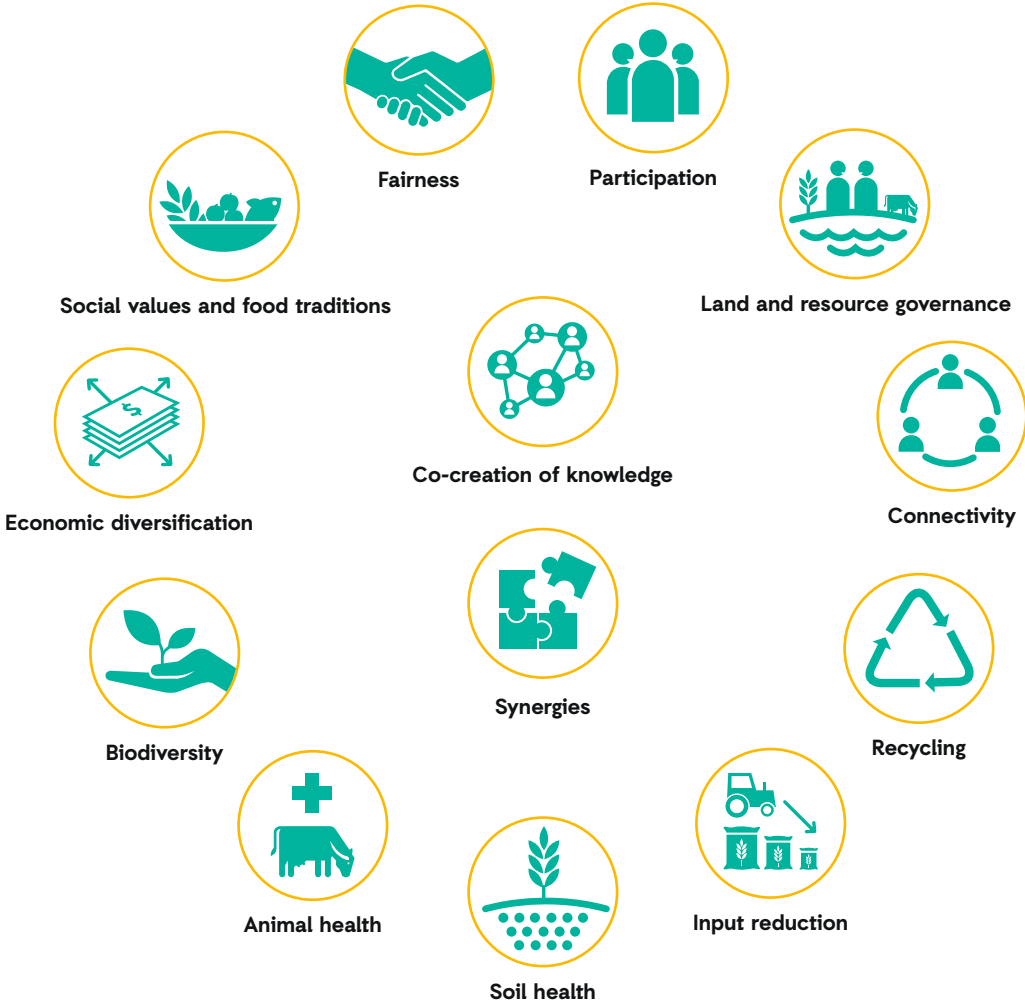 Fairness
Participation
Social values and food traditions
Land and resource governance
Co-creation of knowledge
Economic diversification
$
Connectivity
Synergies
Biodiversity
Recycling
Animal health
Input reduction
Soil health